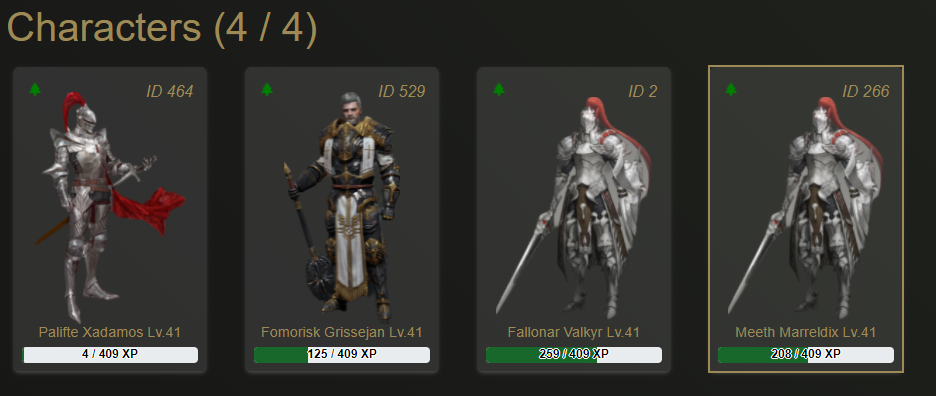 Characters (4 / 4)
ID 464
ID 529
ID 2
ID 266
Palifte Xadamos Lv.41
Fomorisk Grissejan Lv.41
Fallonar Valkyr Lv.41
Meeth Marreldix Lv.41
4 / 409 XP
125 / 409 XP
259 / 409 XP
208 / 409 XP